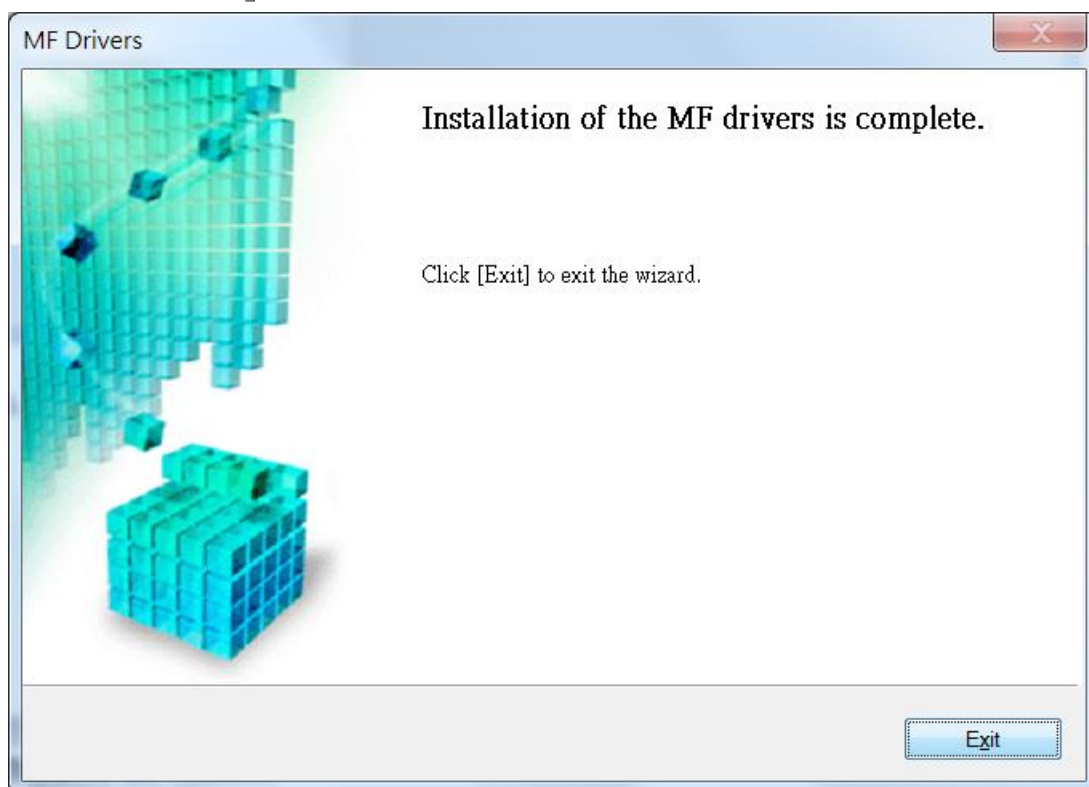 MF Drivers
Installation of the MF drivers is complete.
Click [Exit] to exit the wizard.
Exit